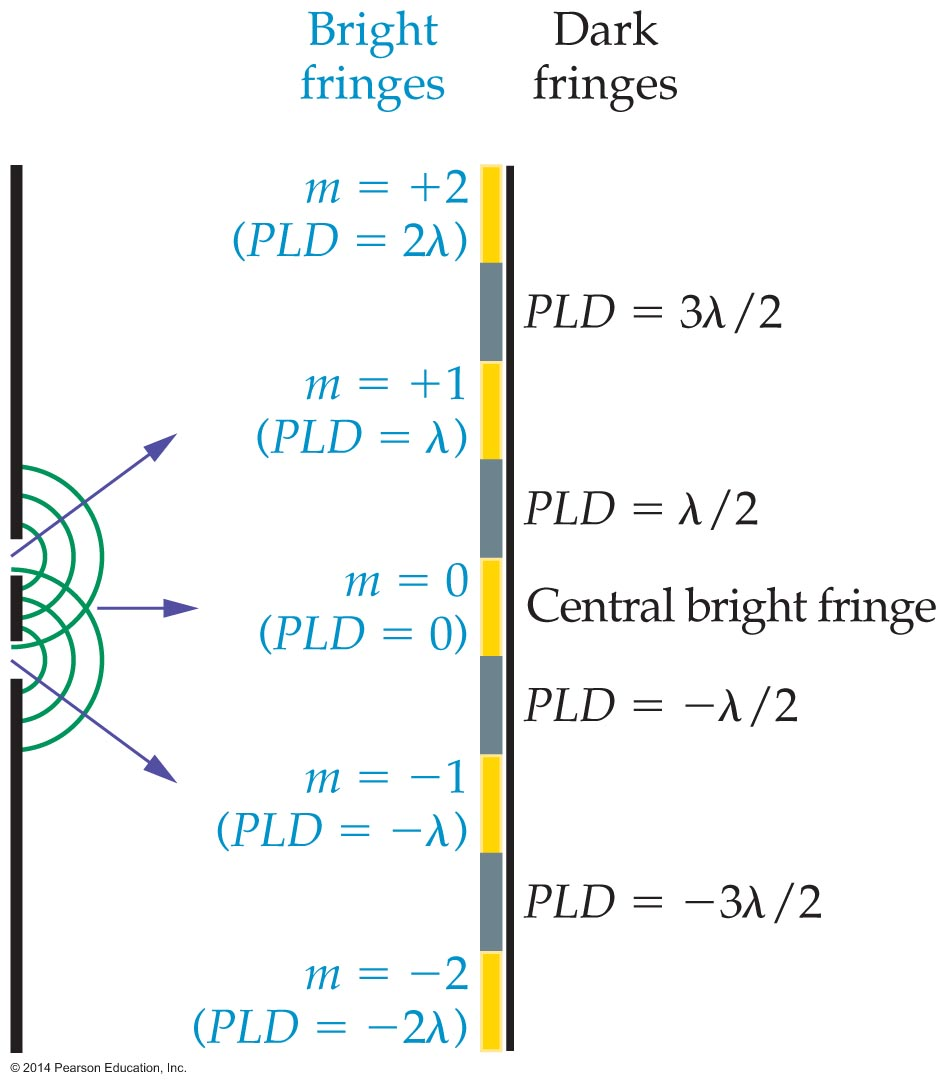 Bright
fringes
Dark
fringes
m = +2
(PLD = 2λ)
PLD = 3λ/2
m = +1
(PLD = λ)
PLD = λ/2
m = 0
(PLD = 0)
Central bright fringe
PLD = −λ/2
m = −1
(PLD = −λ)
PLD = −3λ/2
m = −2
(PLD = −2λ)
© 2014 Pearson Education, Inc.